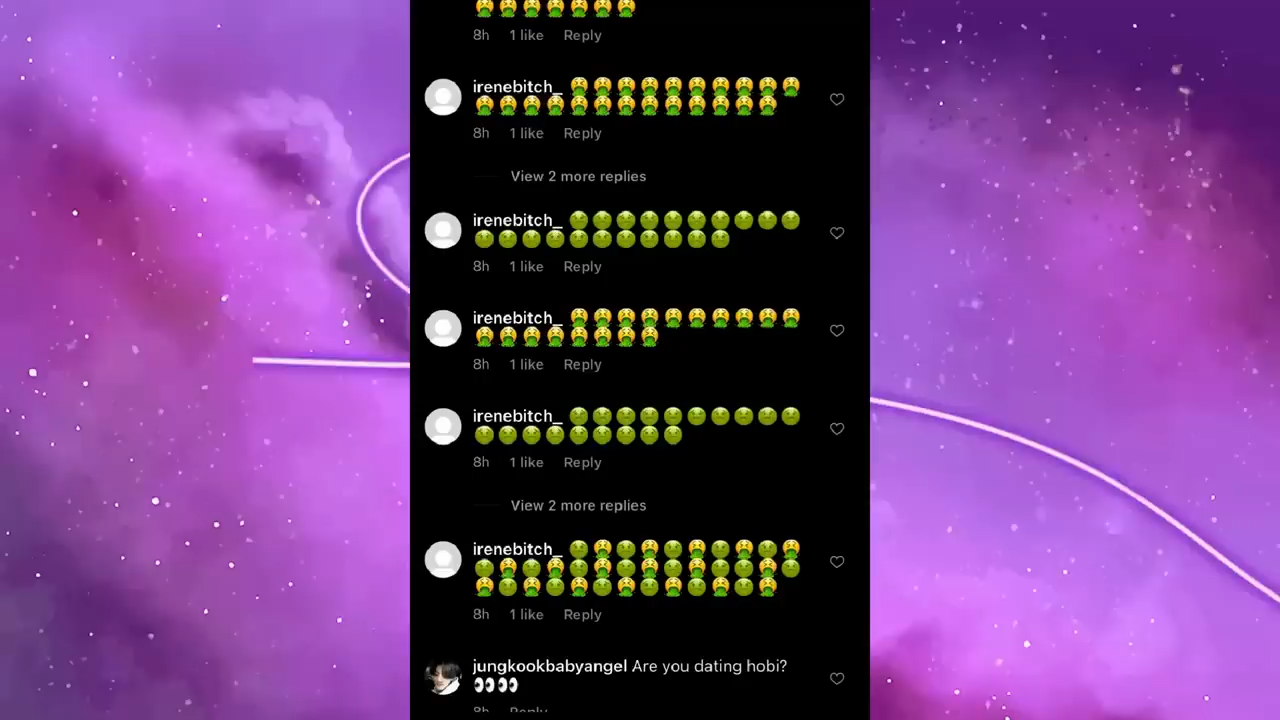 🤮🤮🤮🤮🤮🤮🤮
8h 1 like Reply
irenebitch_ 🤮🤮🤮🤮🤮🤮🤮🤮🤮🤮
🤮🤮🤮🤮🤮🤮🤮🤮🤮🤮🤮🤮🤮
8h 1 like Reply
View 2 more replies
irenebitch_ 🤢🤢🤢🤢🤢🤢🤢🤢🤢🤢
🤢🤢🤢🤢🤢🤢🤢🤢🤢🤢🤢
8h 1 like Reply
irenebitch_ 🤮🤮🤮🤮🤮🤮🤮🤮🤮🤮
🤮🤮🤮🤮🤮🤮🤮🤮
8h 1 like Reply
irenebitch_ 🤢🤢🤢🤢🤢🤢🤢🤢🤢🤢
🤢🤢🤢🤢🤢🤢🤢🤢🤢
8h 1 like Reply
View 2 more replies
irenebitch_ 🤢🤮🤢🤮🤢🤮🤢🤮🤢🤮
🤢🤮🤢🤮🤢🤮🤢🤮🤢🤮🤢🤢🤮🤢
🤮🤢🤮🤢🤮🤢🤮🤢🤮🤢🤮🤢🤮
8h 1 like Reply
jungkookbabyangel Are you dating hobi?
👀👀
8h Reply